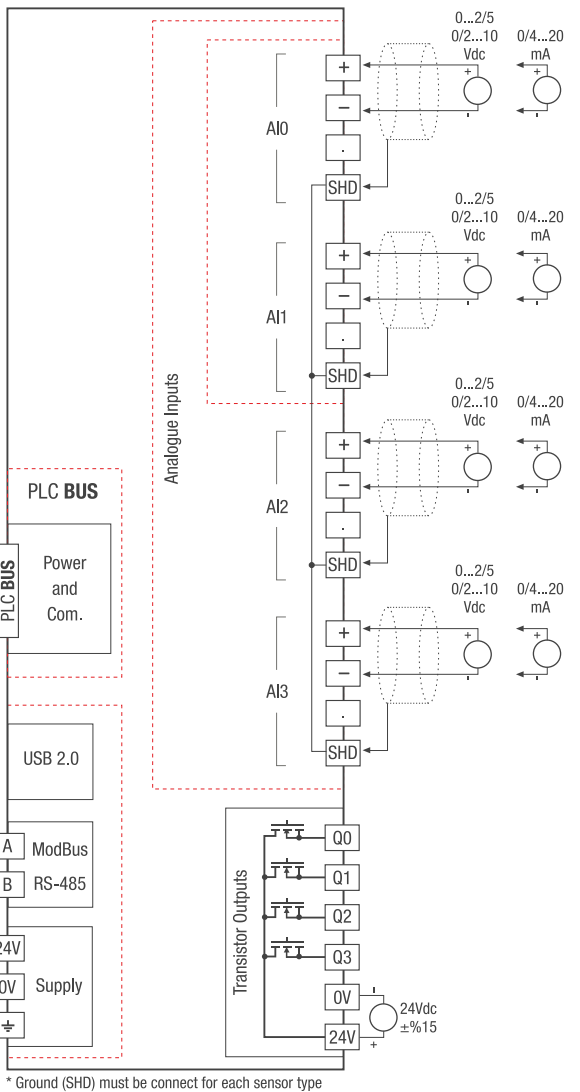 0...2/5
0/2...10
Vdc
0/4...20
mA
+
-
+
-
+
−
.
SHD
AI0
0...2/5
0/2...10
Vdc
0/4...20
mA
+
-
+
-
+
−
.
SHD
AI1
Analogue Inputs
0...2/5
0/2...10
Vdc
0/4...20
mA
+
-
+
-
+
−
.
SHD
AI2
PLC BUS
PLC BUS
Power
and
Com.
0...2/5
0/2...10
Vdc
0/4...20
mA
+
-
+
-
+
−
.
SHD
AI3
USB 2.0
A
B
ModBus
RS-485
24V
0V
Supply
Transistor Outputs
Q0
Q1
Q2
Q3
0V
24V
-
+
24Vdc
±%15
* Ground (SHD) must be connect for each sensor type